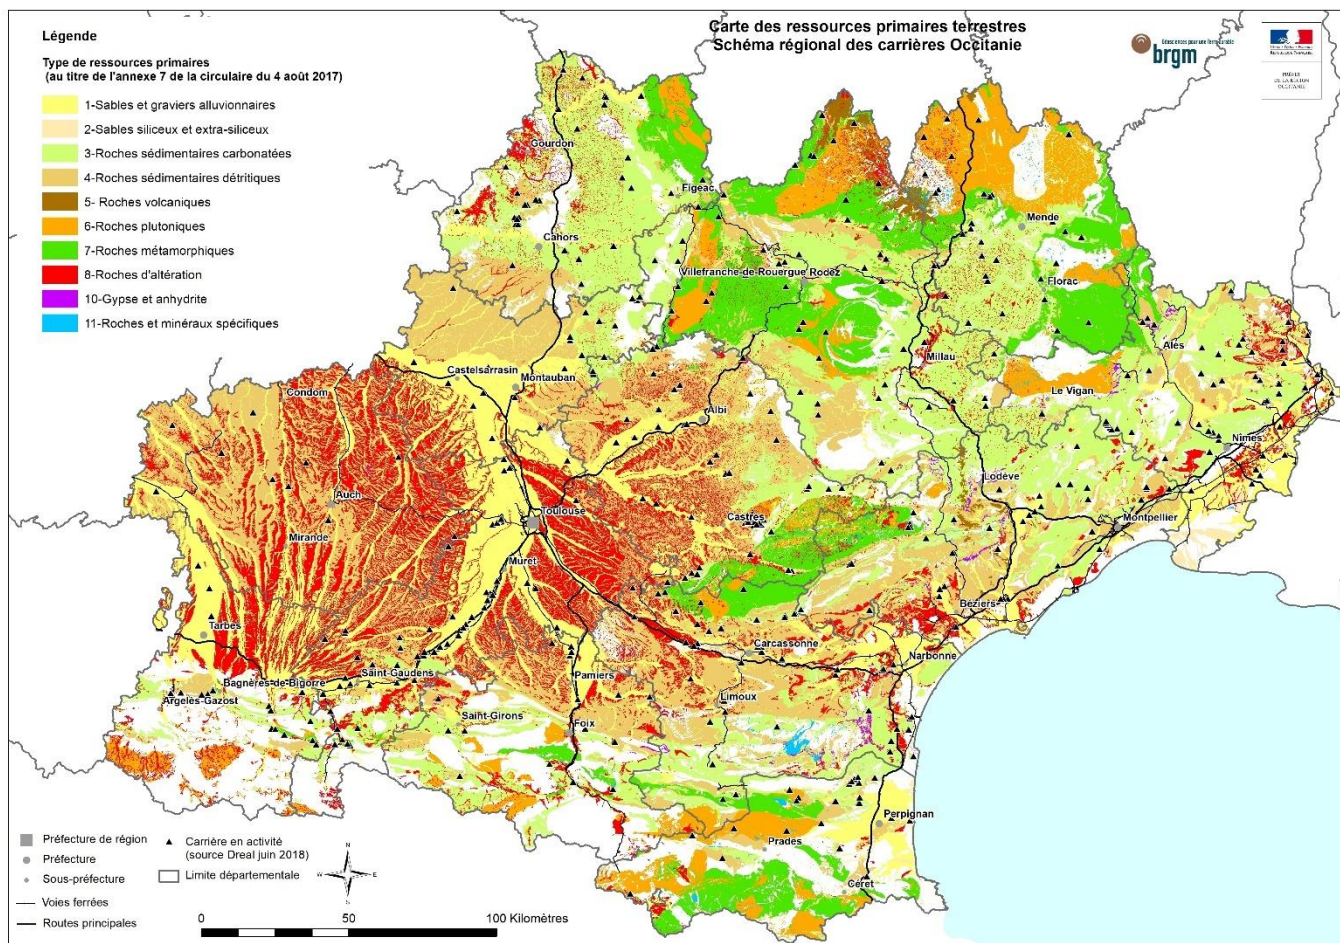 Carte des ressources primaires terrestres
Schéma régional des carrières Occitanie
brgm
Légende
Type de ressources primaires
(au titre de l'annexe 7 de la circulaire du 4 août 2017)
1-Sables et graviers alluvionnaires
2-Sables siliceux et extra-siliceux
3-Roches sédimentaires carbonatées
4-Roches sédimentaires détritiques
5- Roches volcaniques
6-Roches plutoniques
7-Roches métamorphiques
8-Roches d'altération
10-Gypse et anhydrite
11-Roches et minéraux spécifiques
PRÉFET
DE LA RÉGION
OCCITANIE
Gourdon
Figeac
Mende
Cahors
Villefranche-de-Rouergue
Rodez
Florac
Alès
Millau
Castelsarrasin
Montauban
Le Vigan
Condom
Albi
Nîmes
Lodève
Auch
Toulouse
Castres
Montpellier
Mirande
Muret
Béziers
Tarbes
Carcassonne
Narbonne
Saint-Gaudens
Pamiers
Bagnères-de-Bigorre
Limoux
Argelès-Gazost
Saint-Girons
Foix
Perpignan
Prades
Céret
Préfecture de région
Préfecture
Sous-préfecture
Voies ferrées
Routes principales
Carrière en activité
(source Dreal juin 2018)
Limite départementale
N
W
E
S
0
50
100 Kilomètres